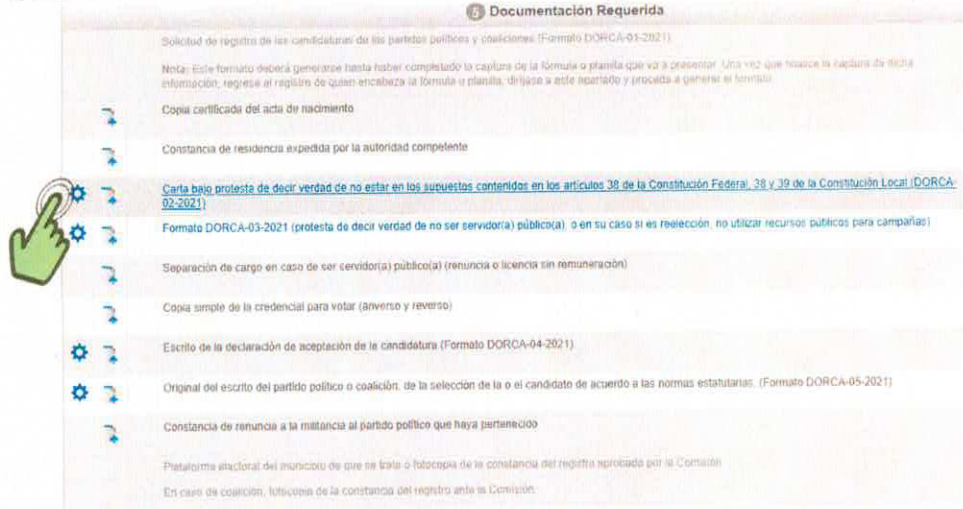 5 Documentación Requerida
Solicitud de registro de las candidaturas de los partidos políticos y coaliciones (Formato DORCA-01-2021)
Nota: Este formato deberá generarse hasta haber completado la captura de la fórmula o planilla que va a presentar. Una vez que finalice la captura da dicha
información, regrese al registro de quien encabeza la fórmula o planilla, diríjase a este apartado y proceda a generar el formato.
Copia certificada del acta de nacimiento
Constancia de residencia expedida por la autoridad competente
Carta bajo protesta de decir verdad de no estar en los supuestos contenidos en los artículos 38 de la Constitución Federal, 38 y 39 de la Constitución Local (DORCA-
02-2021)
Formato DORCA-03-2021 (protesta de decir verdad de no ser servidor(a) público(a), o en su caso si es reelección, no utilizar recursos públicos para campañas)
Separación de cargo en caso de ser servidor(a) público(a) (renuncia o licencia sin remuneración)
Copia simple de la credencial para votar (anverso y reverso)
Escrito de la declaración de aceptación de la candidatura (Formato DORCA-04-2021)
Original del escrito del partido político o coalición, de la selección de la o el candidato de acuerdo a las normas estatutarias. (Formato DORCA-05-2021)
Constancia de renuncia a la militancia al partido político que haya pertenecido
Plataforma electoral del municipio de que se trate o fotocopia de la constancia del registro aprobado por la Comisión
En caso de coalición, fotocopia de la constancia del registro ante la Comisión